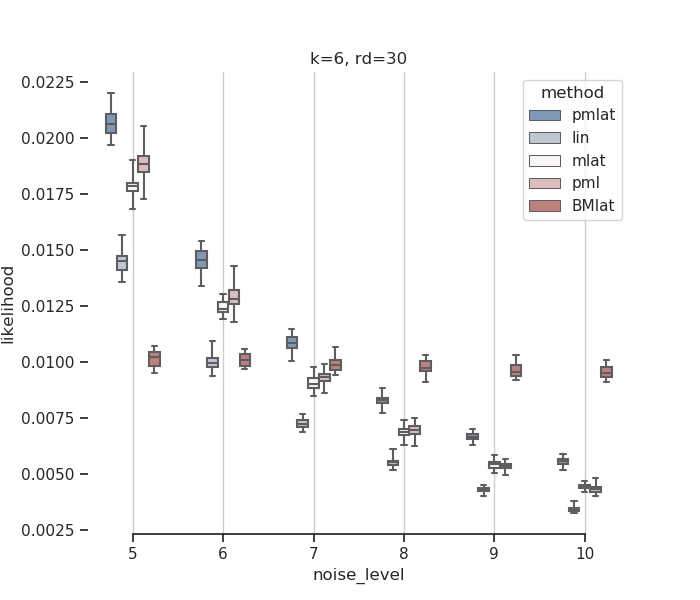 k=6, rd=30
method
pmlat
lin
mlat
pml
BMlat
likelihood
0.0225
0.0200
0.0175
0.0150
0.0125
0.0100
0.0075
0.0050
0.0025
5 6 7 8 9 10
noise_level